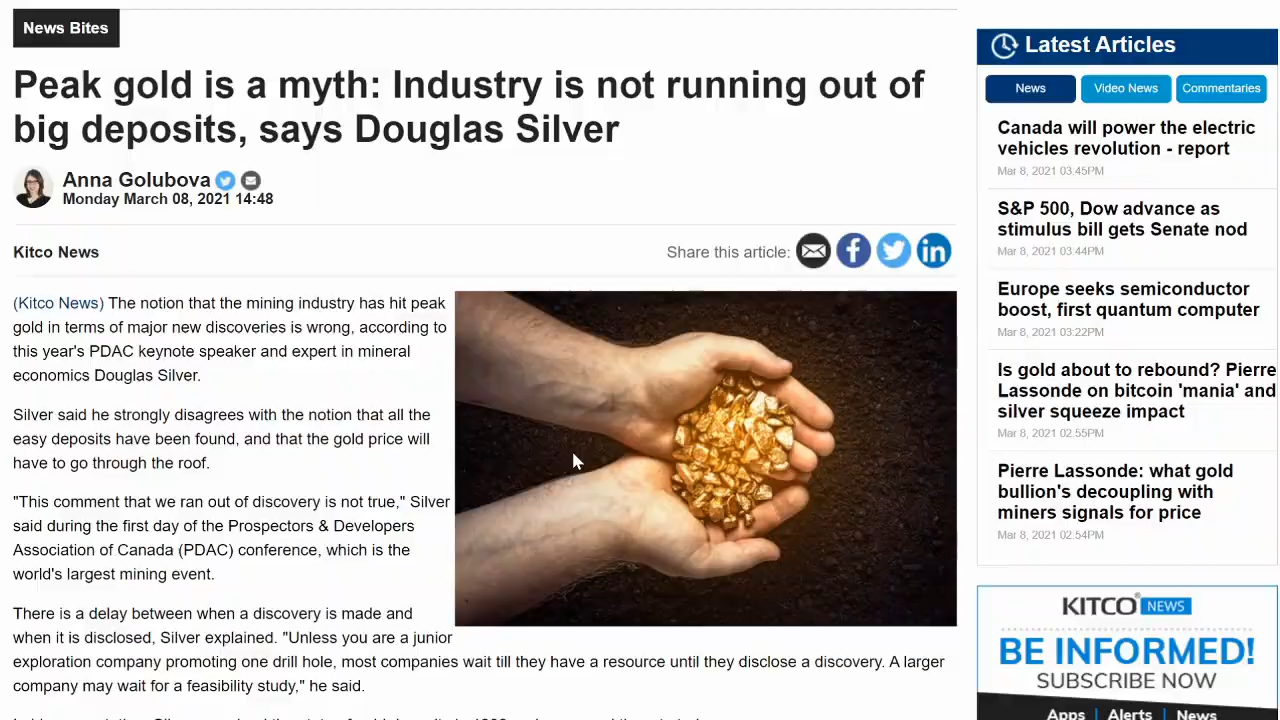 News Bites
Peak gold is a myth: Industry is not running out of
big deposits, says Douglas Silver
Anna Golubova
Monday March 08, 2021 14:48
Kitco News
Share this article:
(Kitco News) The notion that the mining industry has hit peak
gold in terms of major new discoveries is wrong, according to
this year's PDAC keynote speaker and expert in mineral
economics Douglas Silver.
Silver said he strongly disagrees with the notion that all the
easy deposits have been found, and that the gold price will
have to go through the roof.
"This comment that we ran out of discovery is not true," Silver
said during the first day of the Prospectors & Developers
Association of Canada (PDAC) conference, which is the
world's largest mining event.
There is a delay between when a discovery is made and
when it is disclosed, Silver explained. "Unless you are a junior
exploration company promoting one drill hole, most companies wait till they have a resource until they disclose a discovery. A larger
company may wait for a feasibility study," he said.
Latest Articles
News
Video News
Commentaries
Canada will power the electric
vehicles revolution - report
Mar 8, 2021 03.45PM
S&P 500, Dow advance as
stimulus bill gets Senate nod
Mar 8, 2021 03:44PM
Europe seeks semiconductor
boost, first quantum computer
Mar 8, 2021 03:22PM
Is gold about to rebound? Pierre
Lassonde on bitcoin 'mania' and
silver squeeze impact
Mar 8, 2021 02.55PM
Pierre Lassonde: what gold
bullion's decoupling with
miners signals for price
Mar 8, 2021 02.54PM
KITCO® NEWS
BE INFORMED!
SUBSCRIBE NOW
Apps | Alerts | News